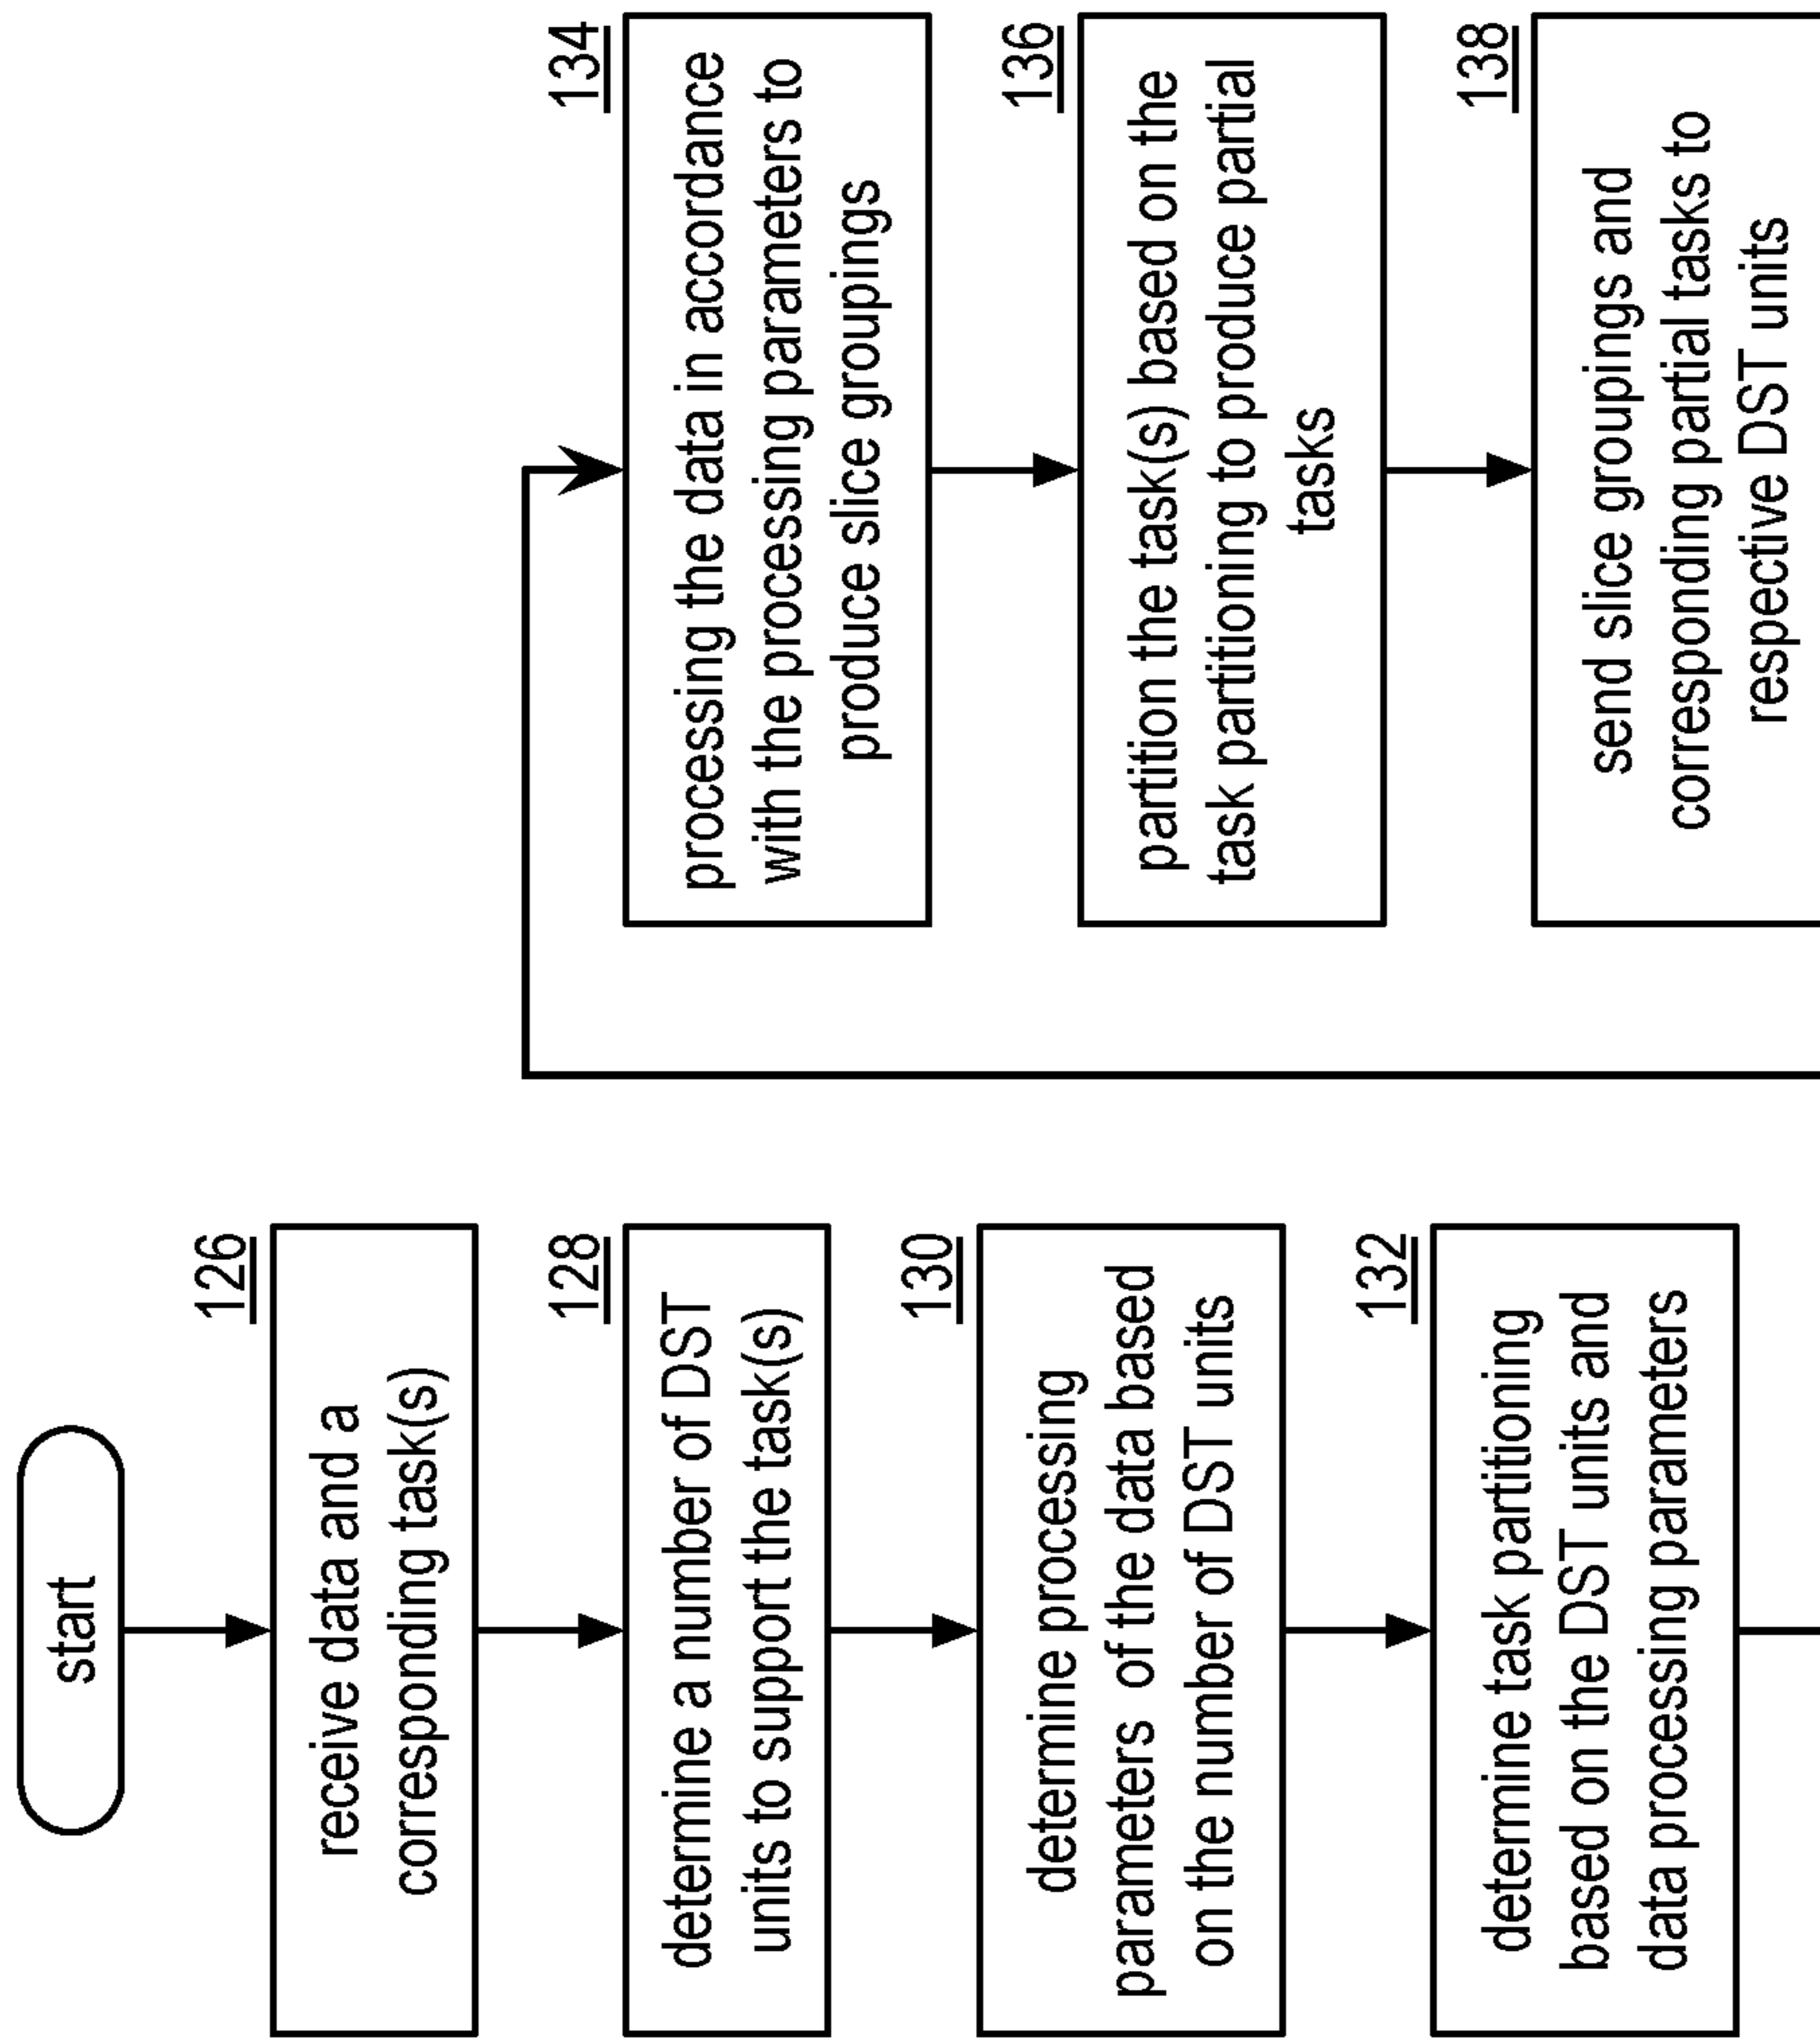 start
126
receive data and a
corresponding task(s)
128
determine a number of DST
units to support the task(s)
130
determine processing
parameters of the data based
on the number of DST units
132
determine task partitioning
based on the DST units and
data processing parameters
134
processing the data in accordance
with the processing parameters to
produce slice groupings
136
partition the task(s) based on the
task partitioning to produce partial
tasks
138
send slice groupings and
corresponding partial tasks to
respective DST units